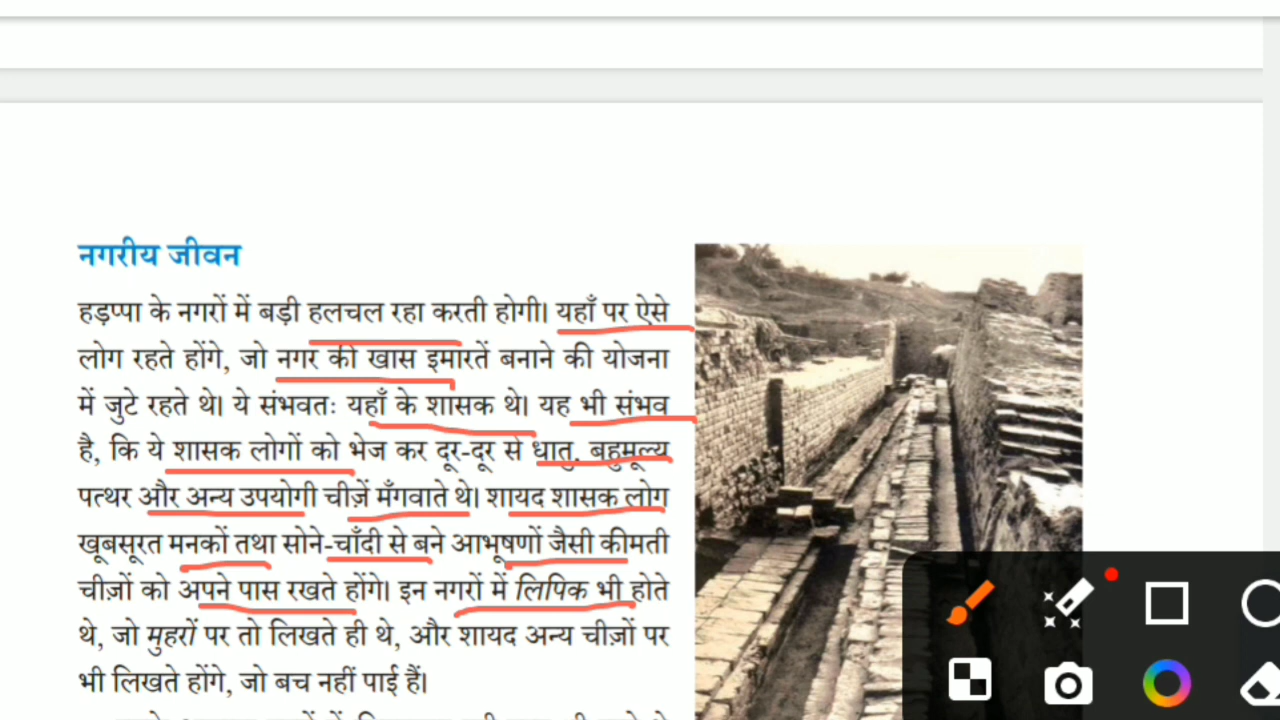 नगरीय जीवन
हड़प्पा के नगरों में बड़ी हलचल रहा करती होगी। यहाँ पर ऐसे
लोग रहते होंगे, जो नगर की खास इमारतें बनाने की योजना
में जुटे रहते थे। ये संभवतः यहाँ के शासक थे। यह भी संभव
है, कि ये शासक लोगों को भेज कर दूर-दूर से धातु, बहुमूल्य
पत्थर और अन्य उपयोगी चीज़ें मँगवाते थे। शायद शासक लोग
खूबसूरत मनकों तथा सोने-चाँदी से बने आभूषणों जैसी कीमती
चीज़ों को अपने पास रखते होंगे। इन नगरों में लिपिक भी होते
थे, जो मुहरों पर तो लिखते ही थे, और शायद अन्य चीज़ों पर
भी लिखते होंगे, जो बच नहीं पाई हैं।